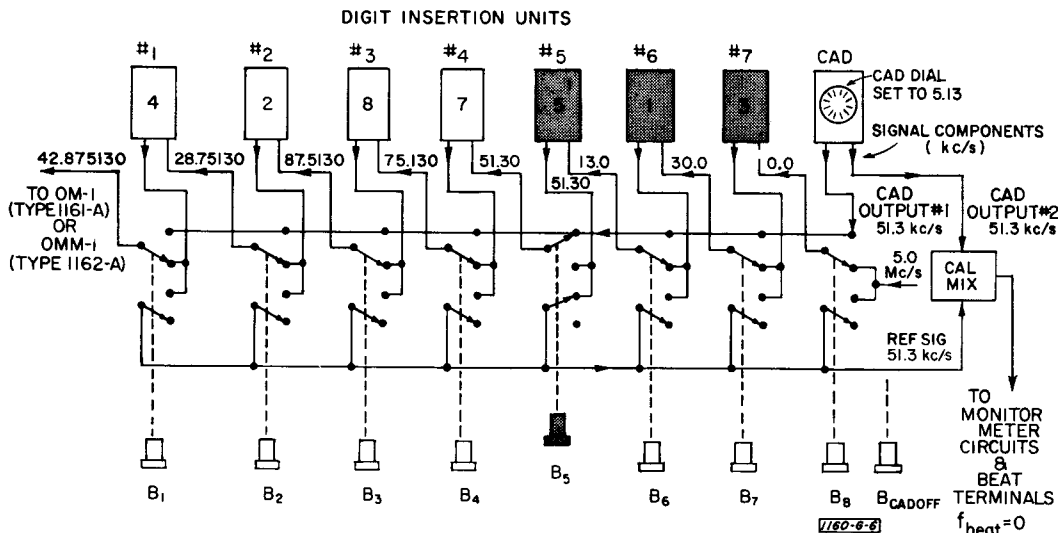 DIGIT INSERTION UNITS
#1 #2 #3 #4 #5 #6 #7 CAD
4 2 8 7 5 1 3
CAD DIAL
SET TO 5.13
SIGNAL COMPONENTS
( kc/s)
42.875130 28.75130 87.5130 75.130 51.30 13.0 30.0 0.0
51.30
TO OM-1
(TYPE 1161-A)
OR
OMM-1
(TYPE 1162-A)
CAD
OUTPUT #1
51.3 kc/s
CAD
OUTPUT #2
51.3 kc/s
5.0
Mc/s
CAL
MIX
REF SIG
51.3 kc/s
TO
MONITOR
METER
CIRCUITS
&
BEAT
TERMINALS
fbeat=0
B1 B2 B3 B4 B5 B6 B7 B8 BCADOFF
1160-6-6